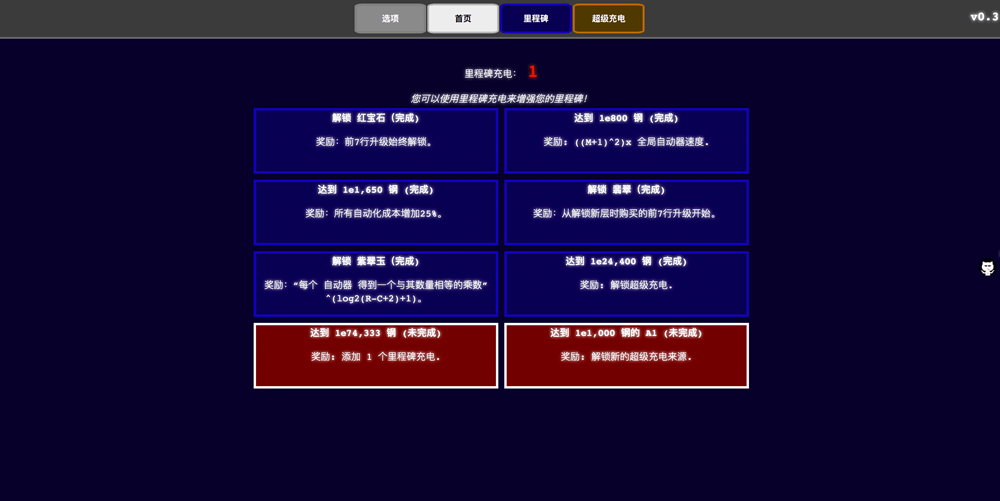 选项
首页
里程碑
超级充电
v0.3
里程碑充电： 1
您可以使用里程碑充电来增强您的里程碑!
解锁 红宝石 (完成)
奖励: 前7行升级始终解锁。
达到 1e800 钢 (完成)
奖励: ((M+1)^2)x 全局自动器速度.
达到 1e1,650 钢 (完成)
奖励: 所有自动化成本增加25%。
解锁 翡翠 (完成)
奖励: 从解锁新层时购买的前7行升级开始。
解锁 紫翠玉 (完成)
奖励: “每个 自动器 得到一个与其数量相等的乘数”
^(log2(R-C+2)+1)。
达到 1e24,400 钢 (完成)
奖励: 解锁超级充电.
达到 1e74,333 钢 (未完成)
奖励: 添加 1 个里程碑充电.
达到 1e1,000 钢的 A1 (未完成)
奖励: 解锁新的超级充电来源.